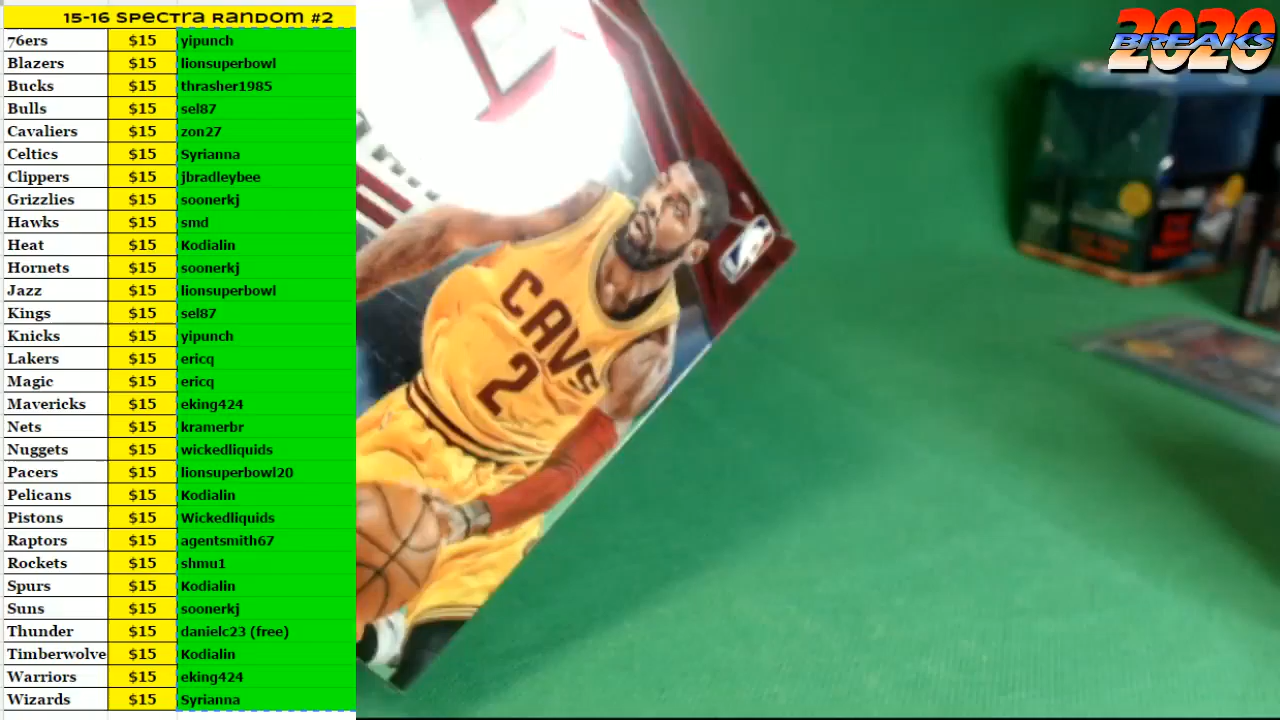 15-16 Spectra Random #2
76ers $15 yipunch
Blazers $15 lionsuperbowl
Bucks $15 thrasher1985
Bulls $15 sel87
Cavaliers $15 zon27
Celtics $15 Syrianna
Clippers $15 jbradleybee
Grizzlies $15 soonerkj
Hawks $15 smd
Heat $15 Kodialin
Hornets $15 soonerkj
Jazz $15 lionsuperbowl
Kings $15 sel87
Knicks $15 yipunch
Lakers $15 ericq
Magic $15 ericq
Mavericks $15 eking424
Nets $15 kramerbr
Nuggets $15 wickedliquids
Pacers $15 lionsuperbowl20
Pelicans $15 Kodialin
Pistons $15 Wickedliquids
Raptors $15 agentsmith67
Rockets $15 shmu1
Spurs $15 Kodialin
Suns $15 soonerkj
Thunder $15 danielc23 (free)
Timberwolve $15 Kodialin
Warriors $15 eking424
Wizards $15 Syrianna
2020
BREAKS
CAVS
2